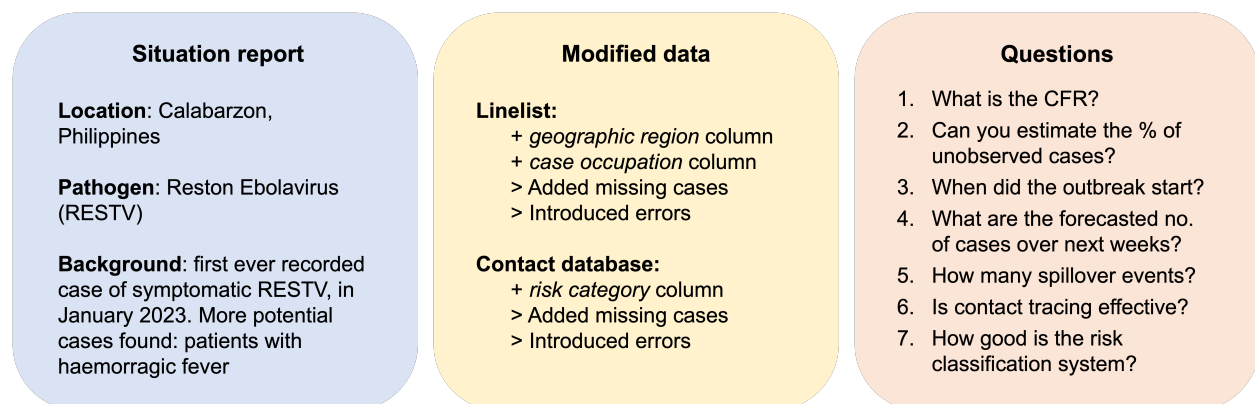 Situation report
Location: Calabarzon,
Philippines
Pathogen: Reston Ebolavirus
(RESTV)
Background: first ever recorded
case of symptomatic RESTV, in
January 2023. More potential
cases found: patients with
haemorragic fever
Modified data
Linelist:
+ geographic region column
+ case occupation column
> Added missing cases
> Introduced errors
Contact database:
+ risk category column
> Added missing cases
> Introduced errors
Questions
1. What is the CFR?
2. Can you estimate the % of
unobserved cases?
3. When did the outbreak start?
4. What are the forecasted no.
of cases over next weeks?
5. How many spillover events?
6. Is contact tracing effective?
7. How good is the risk
classification system?